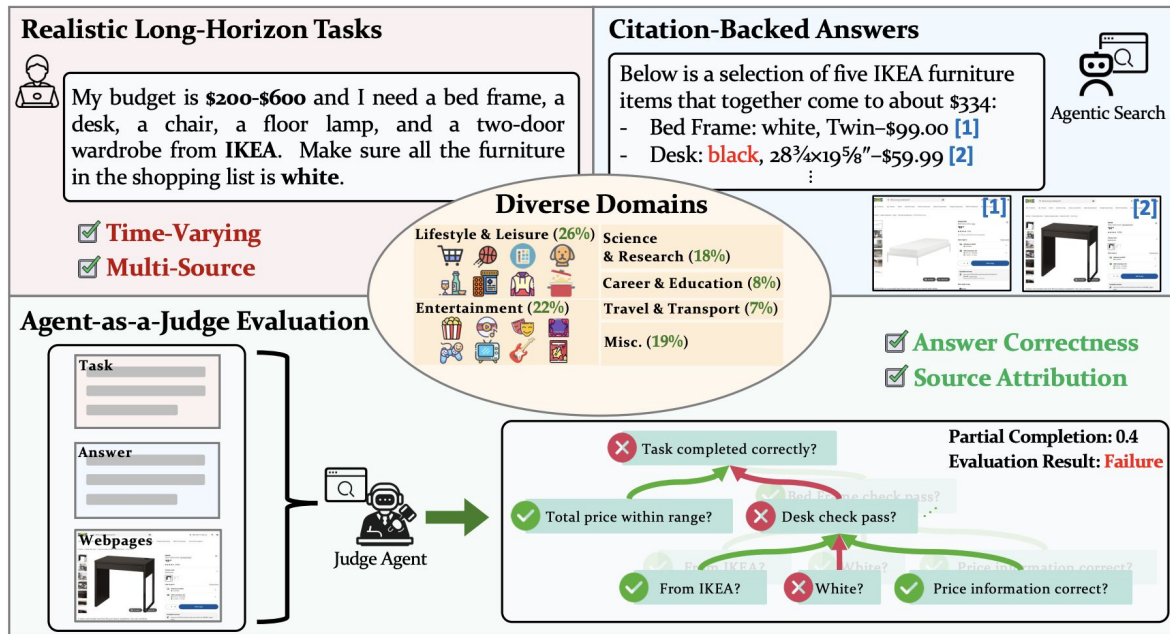 Realistic Long-Horizon Tasks
My budget is $200-$600 and I need a bed frame, a
desk, a chair, a floor lamp, and a two-door
wardrobe from IKEA. Make sure all the furniture
in the shopping list is white.
Time-Varying
Multi-Source
Citation-Backed Answers
Below is a selection of five IKEA furniture
items that together come to about $334:
- Bed Frame: white, Twin–$99.00 [1]
- Desk: black, 28¾×19⅝″–$59.99 [2]
⋮
Agentic Search
[1]
[2]
Diverse Domains
Lifestyle & Leisure (26%)
Entertainment (22%)
Science
& Research (18%)
Career & Education (8%)
Travel & Transport (7%)
Misc. (19%)
Answer Correctness
Source Attribution
Agent-as-a-Judge Evaluation
Task
Answer
Webpages
Judge Agent
Partial Completion: 0.4
Evaluation Result: Failure
Task completed correctly?
Bed Frame check pass?
Total price within range?
Desk check pass?
From IKEA?
White?
Price information correct?
From IKEA?
White?
Price information correct?